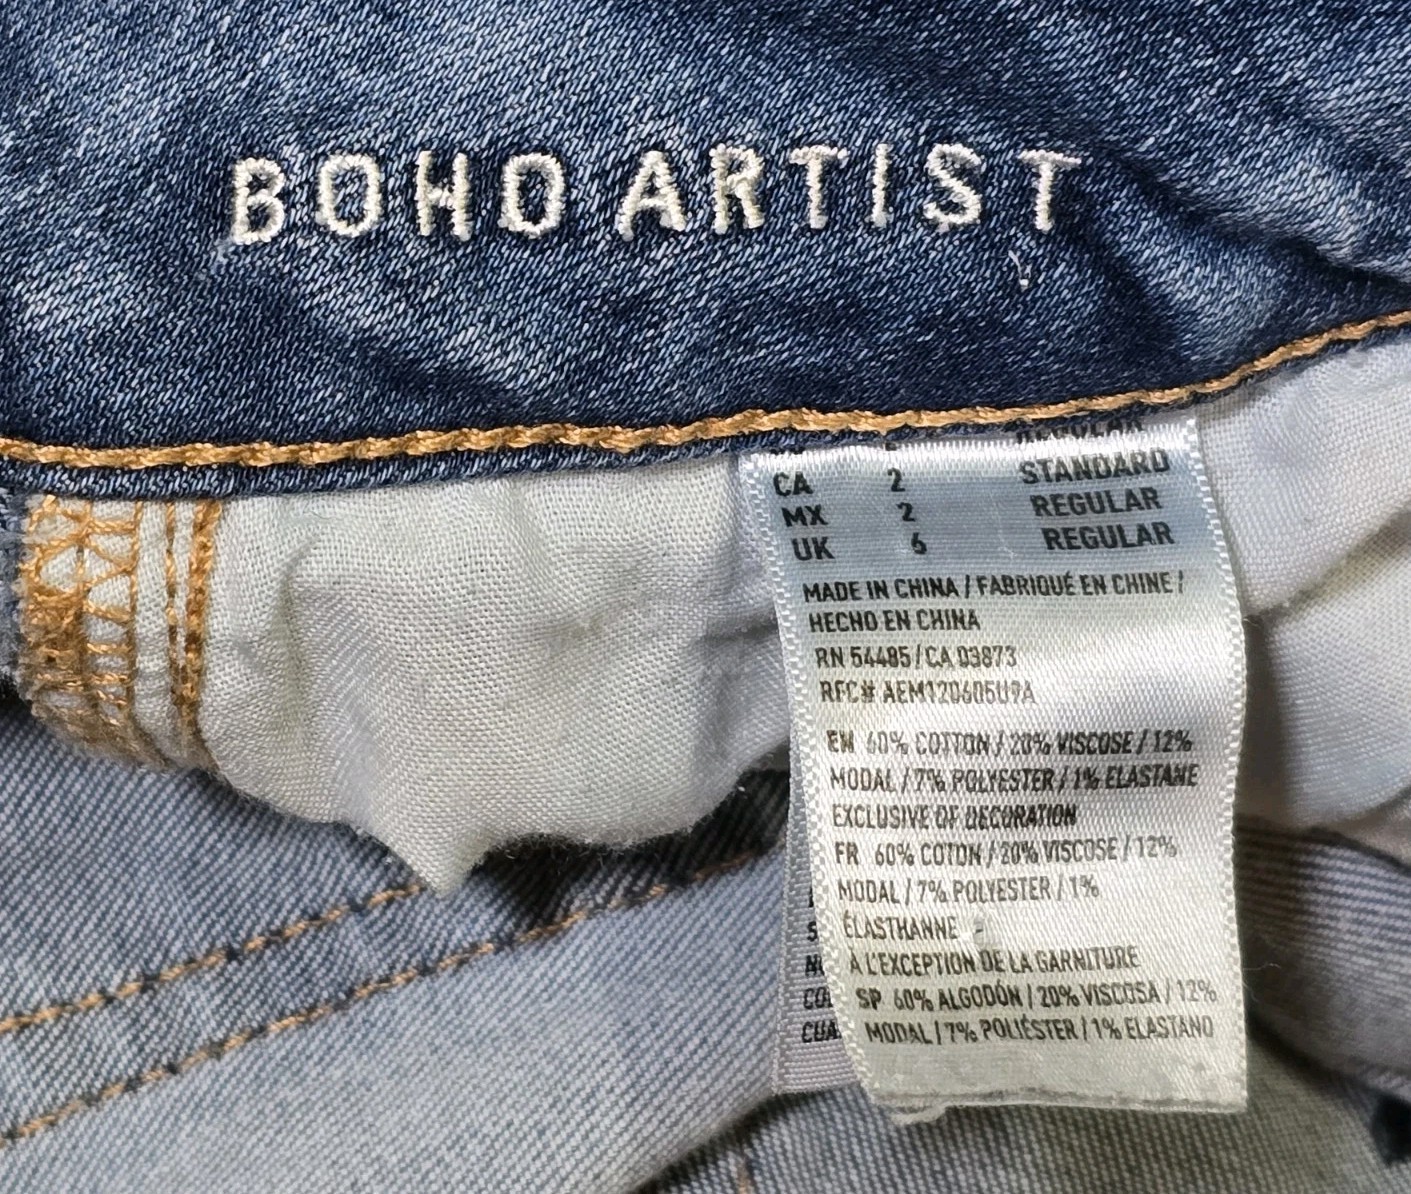 BOHO ARTIST
REGULAR
CA 2 STANDARD
MX 2 REGULAR
UK 6 REGULAR
MADE IN CHINA / FABRIQUÉ EN CHINE /
HECHO EN CHINA
RN 54485 / CA 03873
RFC# AEM120605U9A
EN 60% COTTON / 20% VISCOSE / 12%
MODAL / 7% POLYESTER / 1% ELASTANE
EXCLUSIVE OF DECORATION
FR 60% COTON / 20% VISCOSE / 12%
MODAL / 7% POLYESTER / 1%
ÉLASTHANNE -
À L'EXCEPTION DE LA GARNITURE
SP 60% ALGODÓN / 20% VISCOSA / 12%
MODAL / 7% POLIÉSTER / 1% ELASTANO